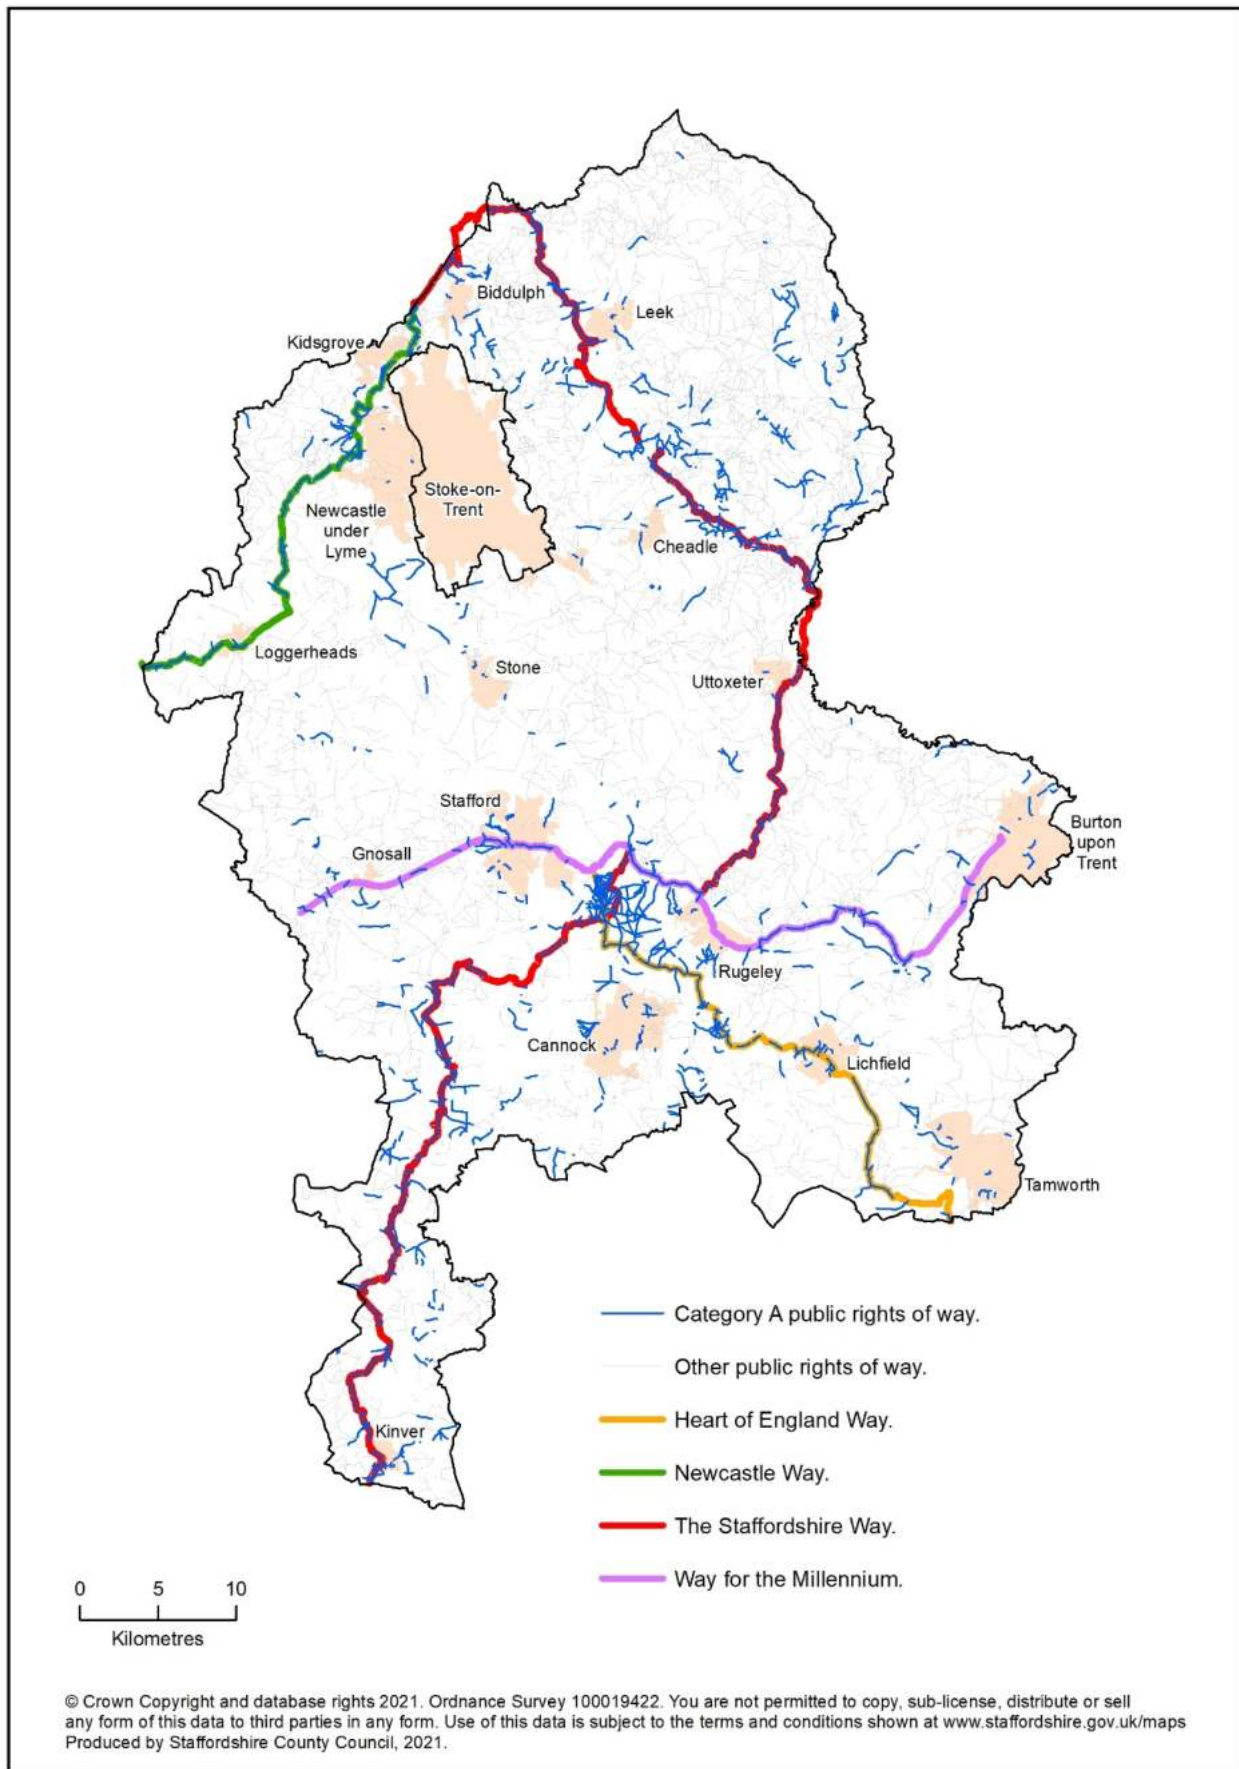 Biddulph
Leek
Kidsgrove
Stoke-on-
Trent
Newcastle
under
Lyme
Cheadle
Loggerheads
Stone
Uttoxeter
Stafford
Burton
upon
Trent
Gnosall
Rugeley
Cannock
Lichfield
Tamworth
Kinver
Category A public rights of way.
Other public rights of way.
Heart of England Way.
Newcastle Way.
The Staffordshire Way.
Way for the Millennium.
0 5 10
Kilometres
© Crown Copyright and database rights 2021. Ordnance Survey 100019422. You are not permitted to copy, sub-license, distribute or sell
any form of this data to third parties in any form. Use of this data is subject to the terms and conditions shown at www.staffordshire.gov.uk/maps
Produced by Staffordshire County Council, 2021.